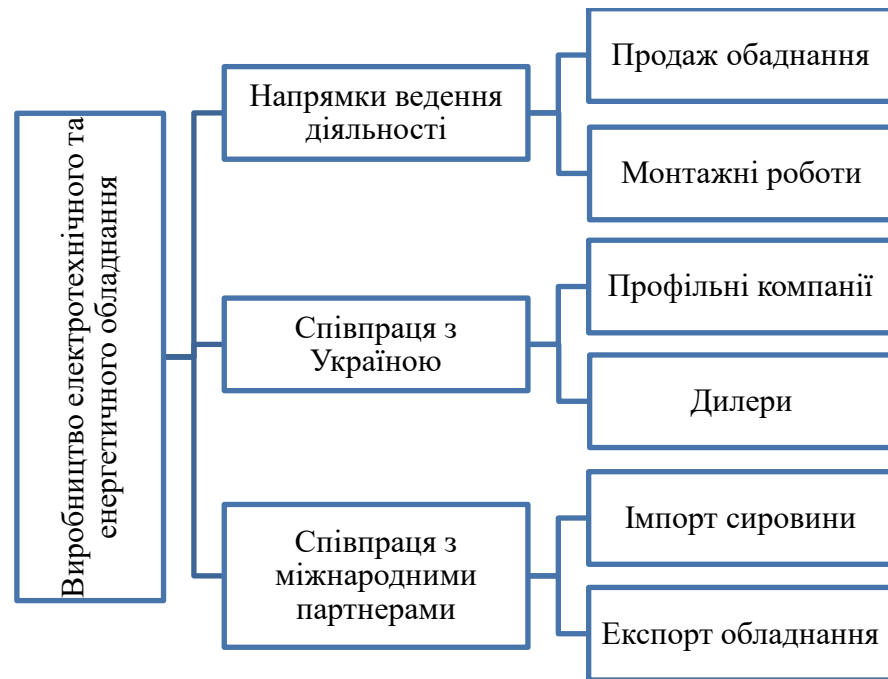 Виробництво електротехнічного та
енергетичного обладнання
Напрямки ведення
діяльності
Продаж обаднання
Монтажні роботи
Співпраця з
Україною
Профільні компанії
Дилери
Співпраця з
міжнародними
партнерами
Імпорт сировини
Експорт обладнання